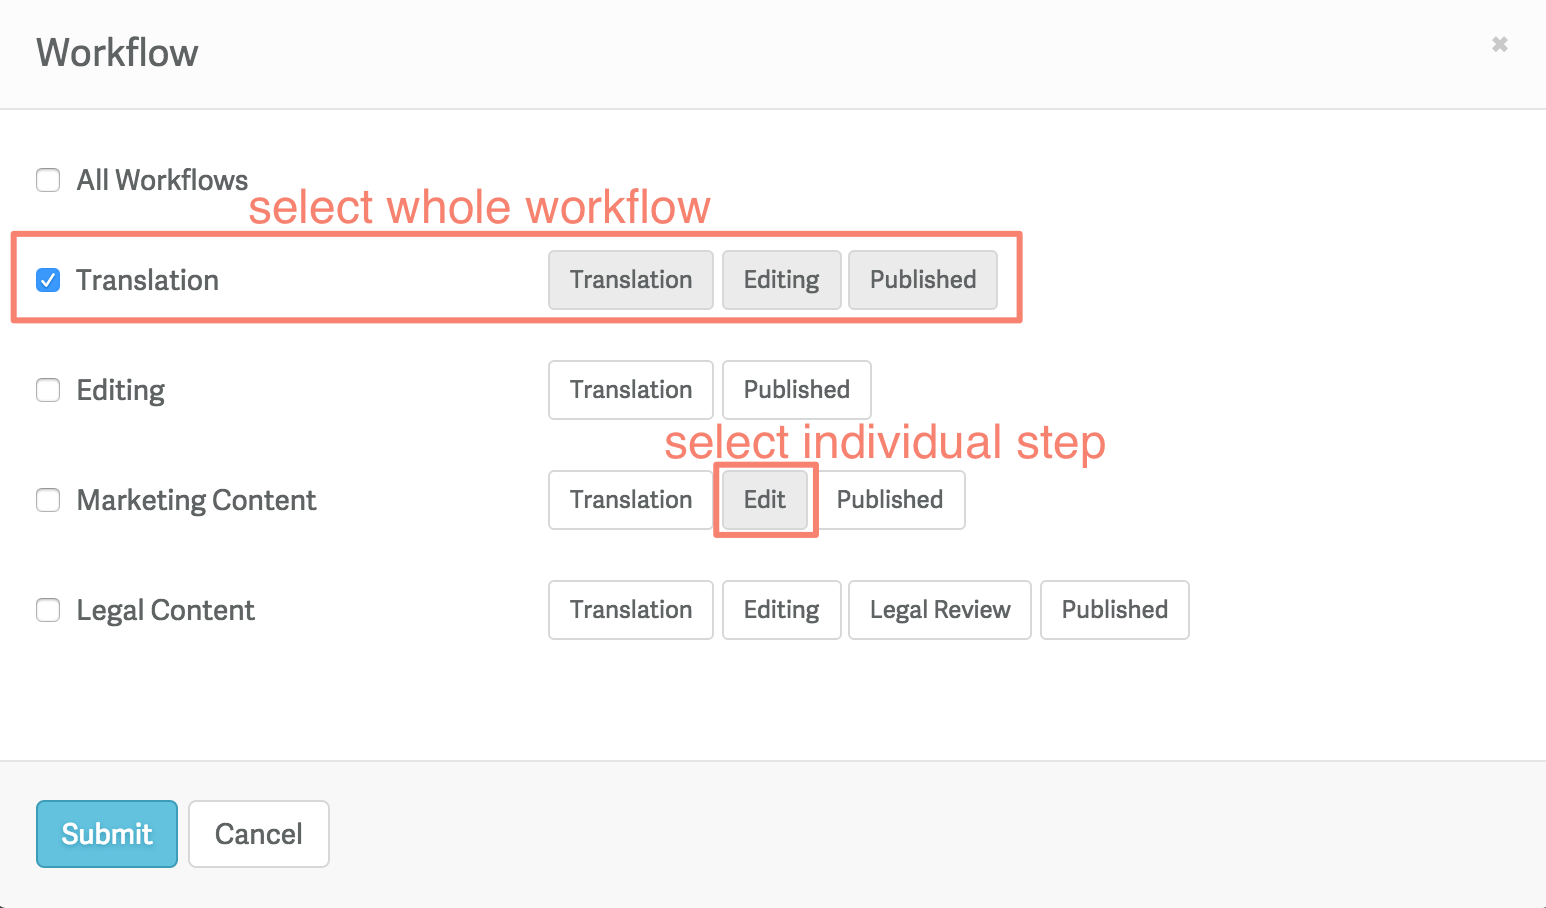 Workflow
All Workflows
select whole workflow
Translation Translation Editing Published
Editing Translation Published
select individual step
Marketing Content Translation Edit Published
Legal Content Translation Editing Legal Review Published
Submit Cancel